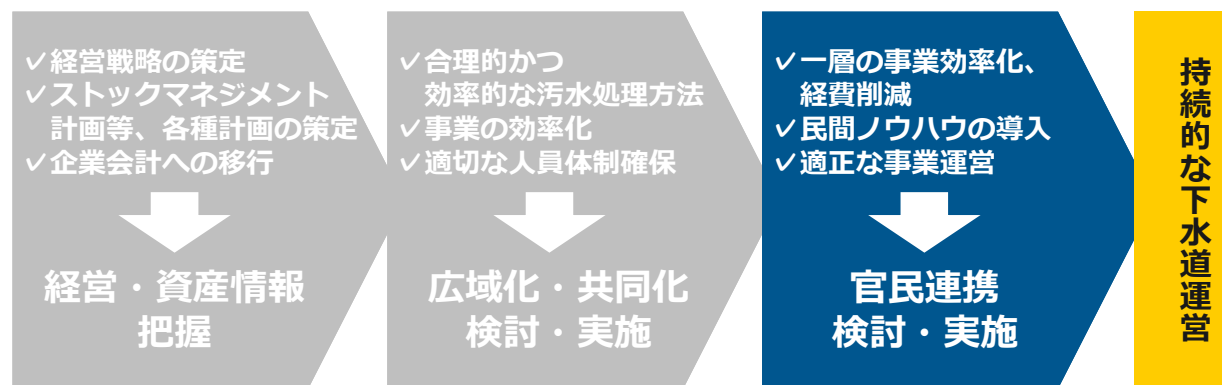 ✓経営戦略の策定
✓ストックマネジメント
計画等、各種計画の策定
✓企業会計への移行
経営・資産情報
把握
✓合理的かつ
効率的な汚水処理方法
✓事業の効率化
✓適切な人員体制確保
広域化・共同化
検討・実施
✓一層の事業効率化、
経費削減
✓民間ノウハウの導入
✓適正な事業運営
官民連携
検討・実施
持続的な下水道運営